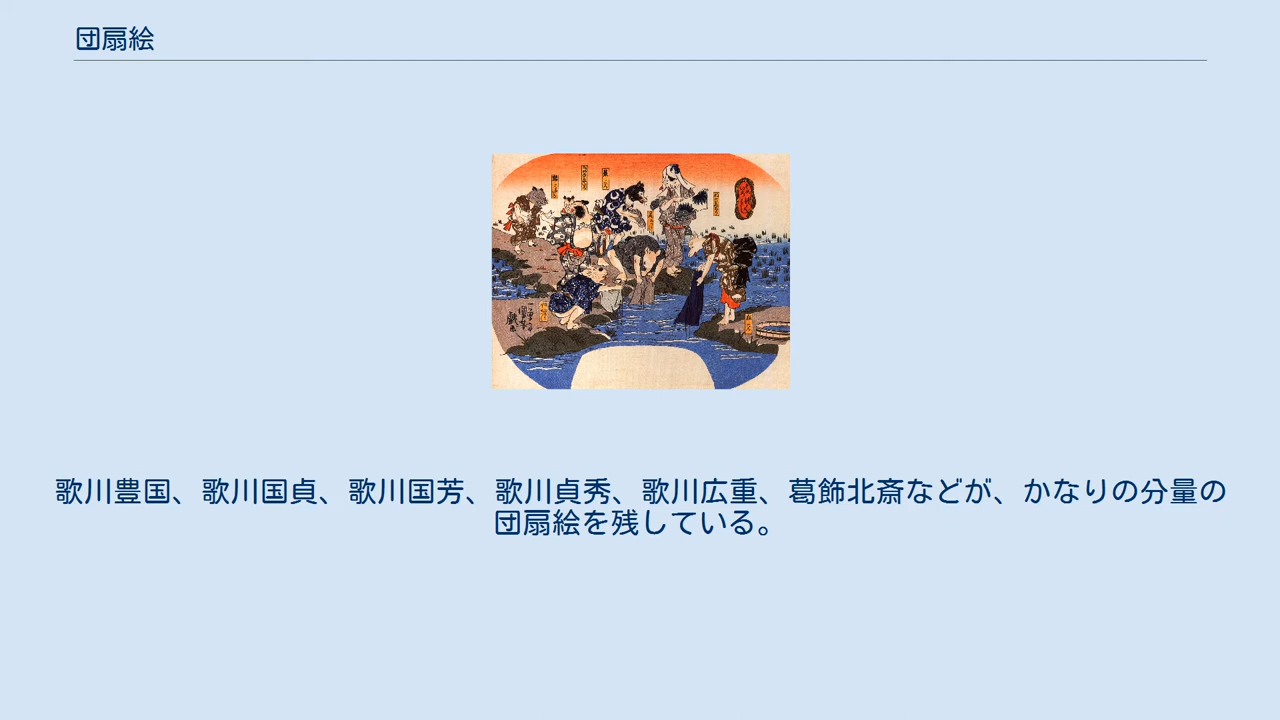 団扇絵
歌川豊国、歌川国貞、歌川国芳、歌川貞秀、歌川広重、葛飾北斎などが、かなりの分量の
団扇絵を残している。